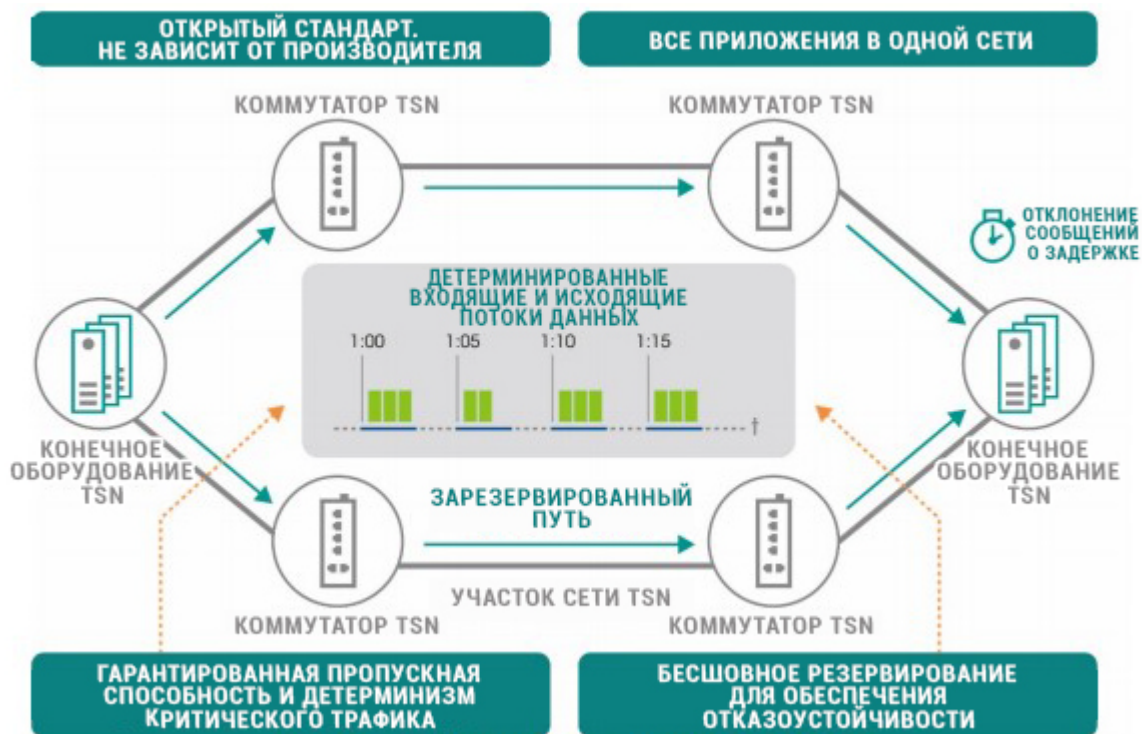 ОТКРЫТЫЙ СТАНДАРТ.
НЕ ЗАВИСИТ ОТ ПРОИЗВОДИТЕЛЯ
ВСЕ ПРИЛОЖЕНИЯ В ОДНОЙ СЕТИ
КОММУТАТОР TSN
КОММУТАТОР TSN
ОТКЛОНЕНИЕ
СООБЩЕНИЙ
О ЗАДЕРЖКЕ
ДЕТЕРМИНИРОВАННЫЕ
ВХОДЯЩИЕ И ИСХОДЯЩИЕ
ПОТОКИ ДАННЫХ
1:00 1:05 1:10 1:15
t
КОНЕЧНОЕ
ОБОРУДОВАНИЕ
TSN
КОНЕЧНОЕ
ОБОРУДОВАНИЕ
TSN
ЗАРЕЗЕРВИРОВАННЫЙ
ПУТЬ
УЧАСТОК СЕТИ TSN
КОММУТАТОР TSN
КОММУТАТОР TSN
ГАРАНТИРОВАННАЯ ПРОПУСКНАЯ
СПОСОБНОСТЬ И ДЕТЕРМИНИЗМ
КРИТИЧЕСКОГО ТРАФИКА
БЕСШОВНОЕ РЕЗЕРВИРОВАНИЕ
ДЛЯ ОБЕСПЕЧЕНИЯ
ОТКАЗОУСТОЙЧИВОСТИ